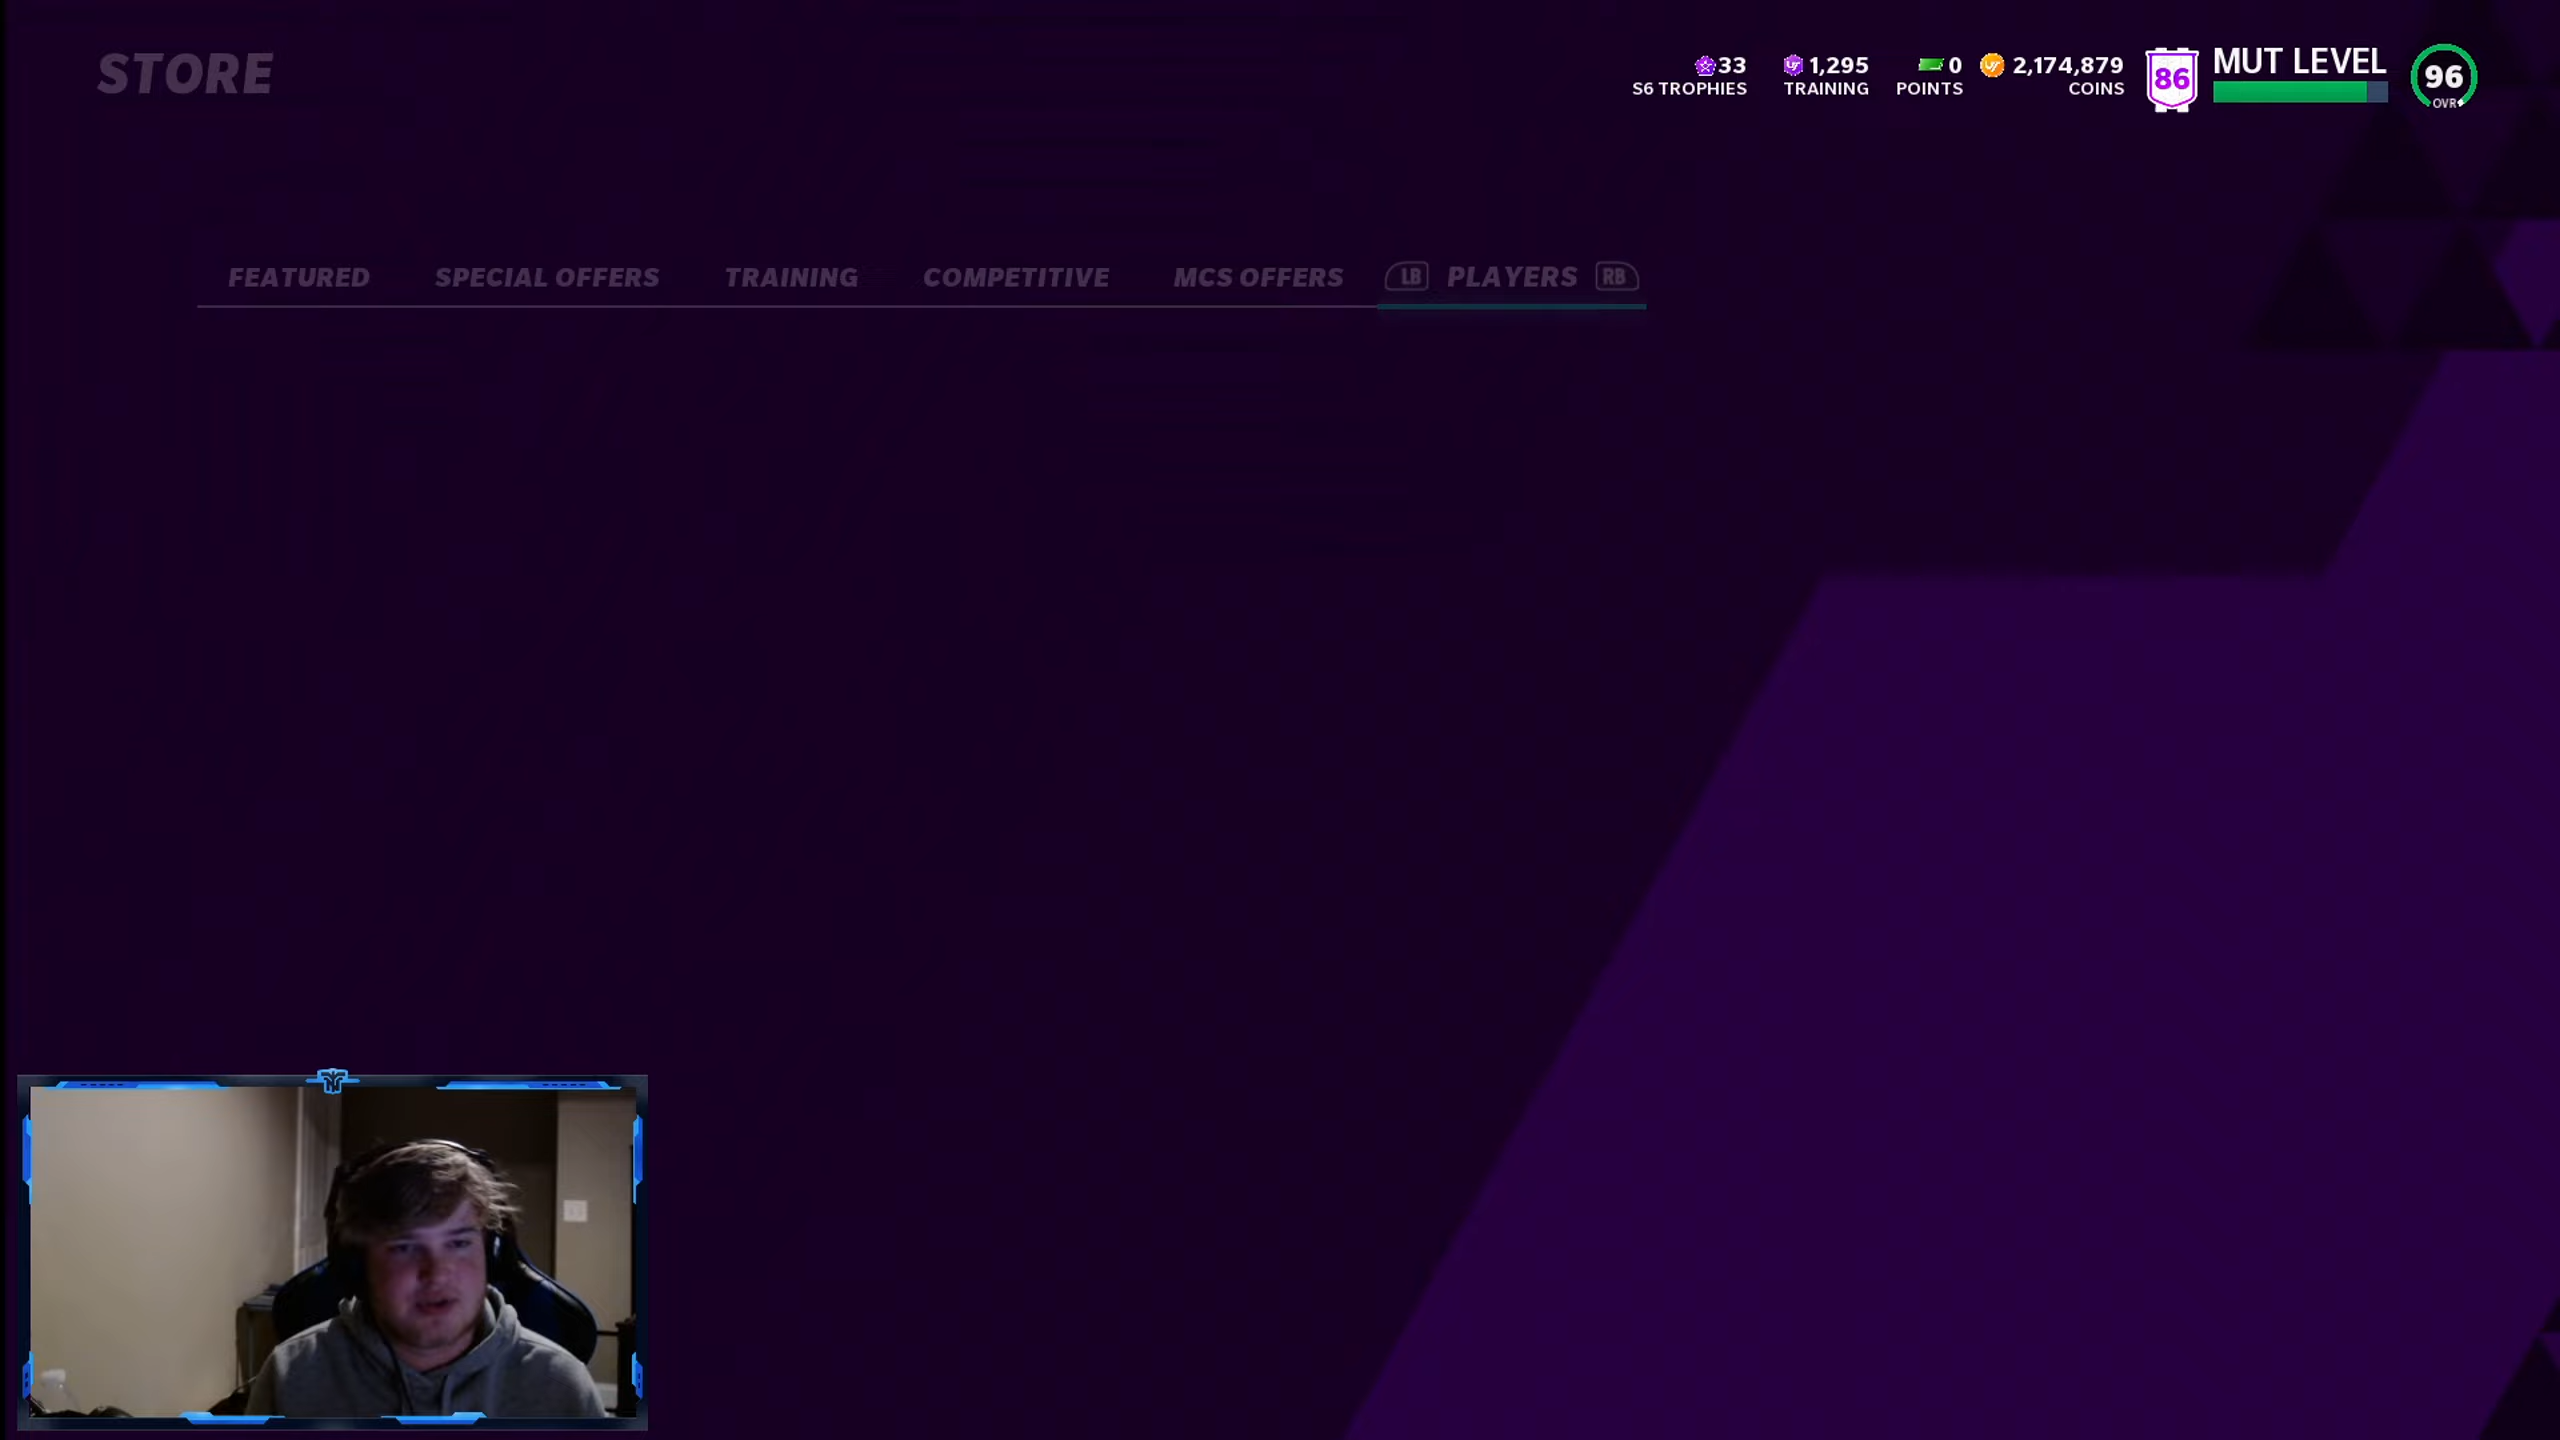 STORE
33
S6 TROPHIES
1,295
TRAINING
0
POINTS
2,174,879
COINS
86
MUT LEVEL
96
OVR
FEATURED
SPECIAL OFFERS
TRAINING
COMPETITIVE
MCS OFFERS
LB
PLAYERS
RB